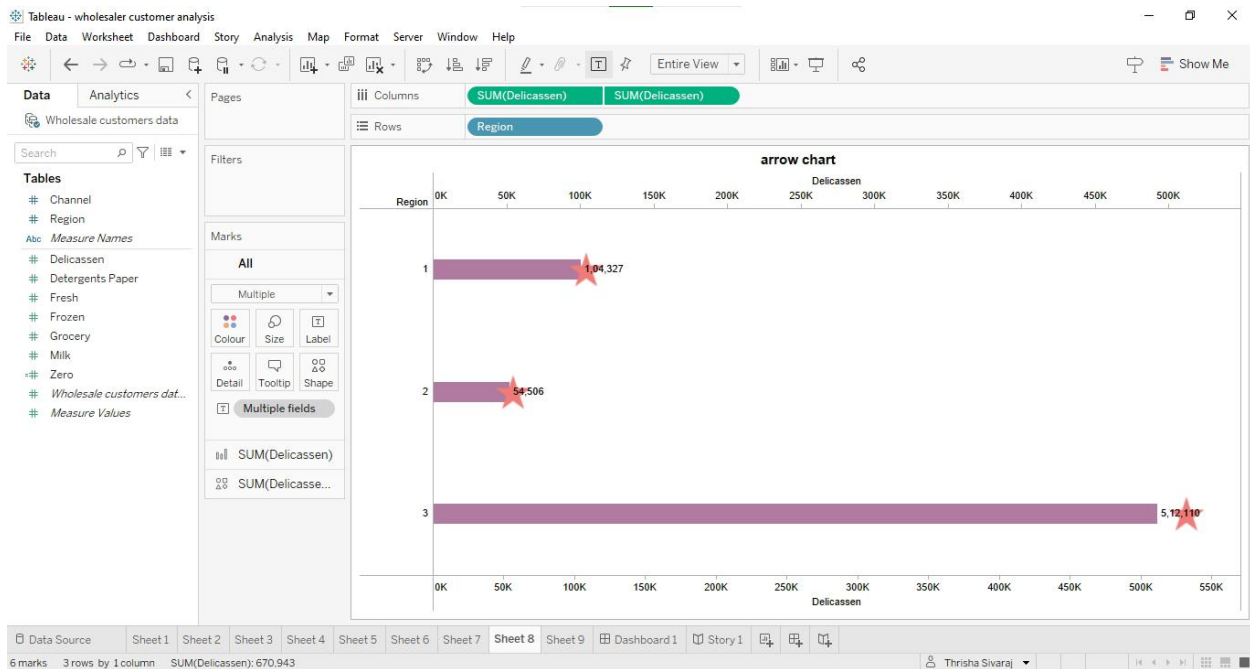 Tableau - wholesaler customer analysis
File Data Worksheet Dashboard Story Analysis Map Format Server Window Help
Entire View
Show Me
Data Analytics
Wholesale customers data
Search
Tables
# Channel
# Region
Abc Measure Names
# Delicassen
# Detergents Paper
# Fresh
# Frozen
# Grocery
# Milk
=# Zero
# Wholesale customers dat...
# Measure Values
Pages
Filters
Marks
All
Multiple
Colour Size Label
Detail Tooltip Shape
Multiple fields
SUM(Delicassen)
SUM(Delicasse...
iii Columns SUM(Delicassen) SUM(Delicassen)
Rows Region
arrow chart
Delicassen
Region 0K 50K 100K 150K 200K 250K 300K 350K 400K 450K 500K
1 1,04,327
2 54,506
3 5,12,110
0K 50K 100K 150K 200K 250K 300K 350K 400K 450K 500K 550K
Delicassen
Data Source Sheet 1 Sheet 2 Sheet 3 Sheet 4 Sheet 5 Sheet 6 Sheet 7 Sheet 8 Sheet 9 Dashboard 1 Story 1
6 marks 3 rows by 1 column SUM(Delicassen): 670,943
Thrisha Sivaraj